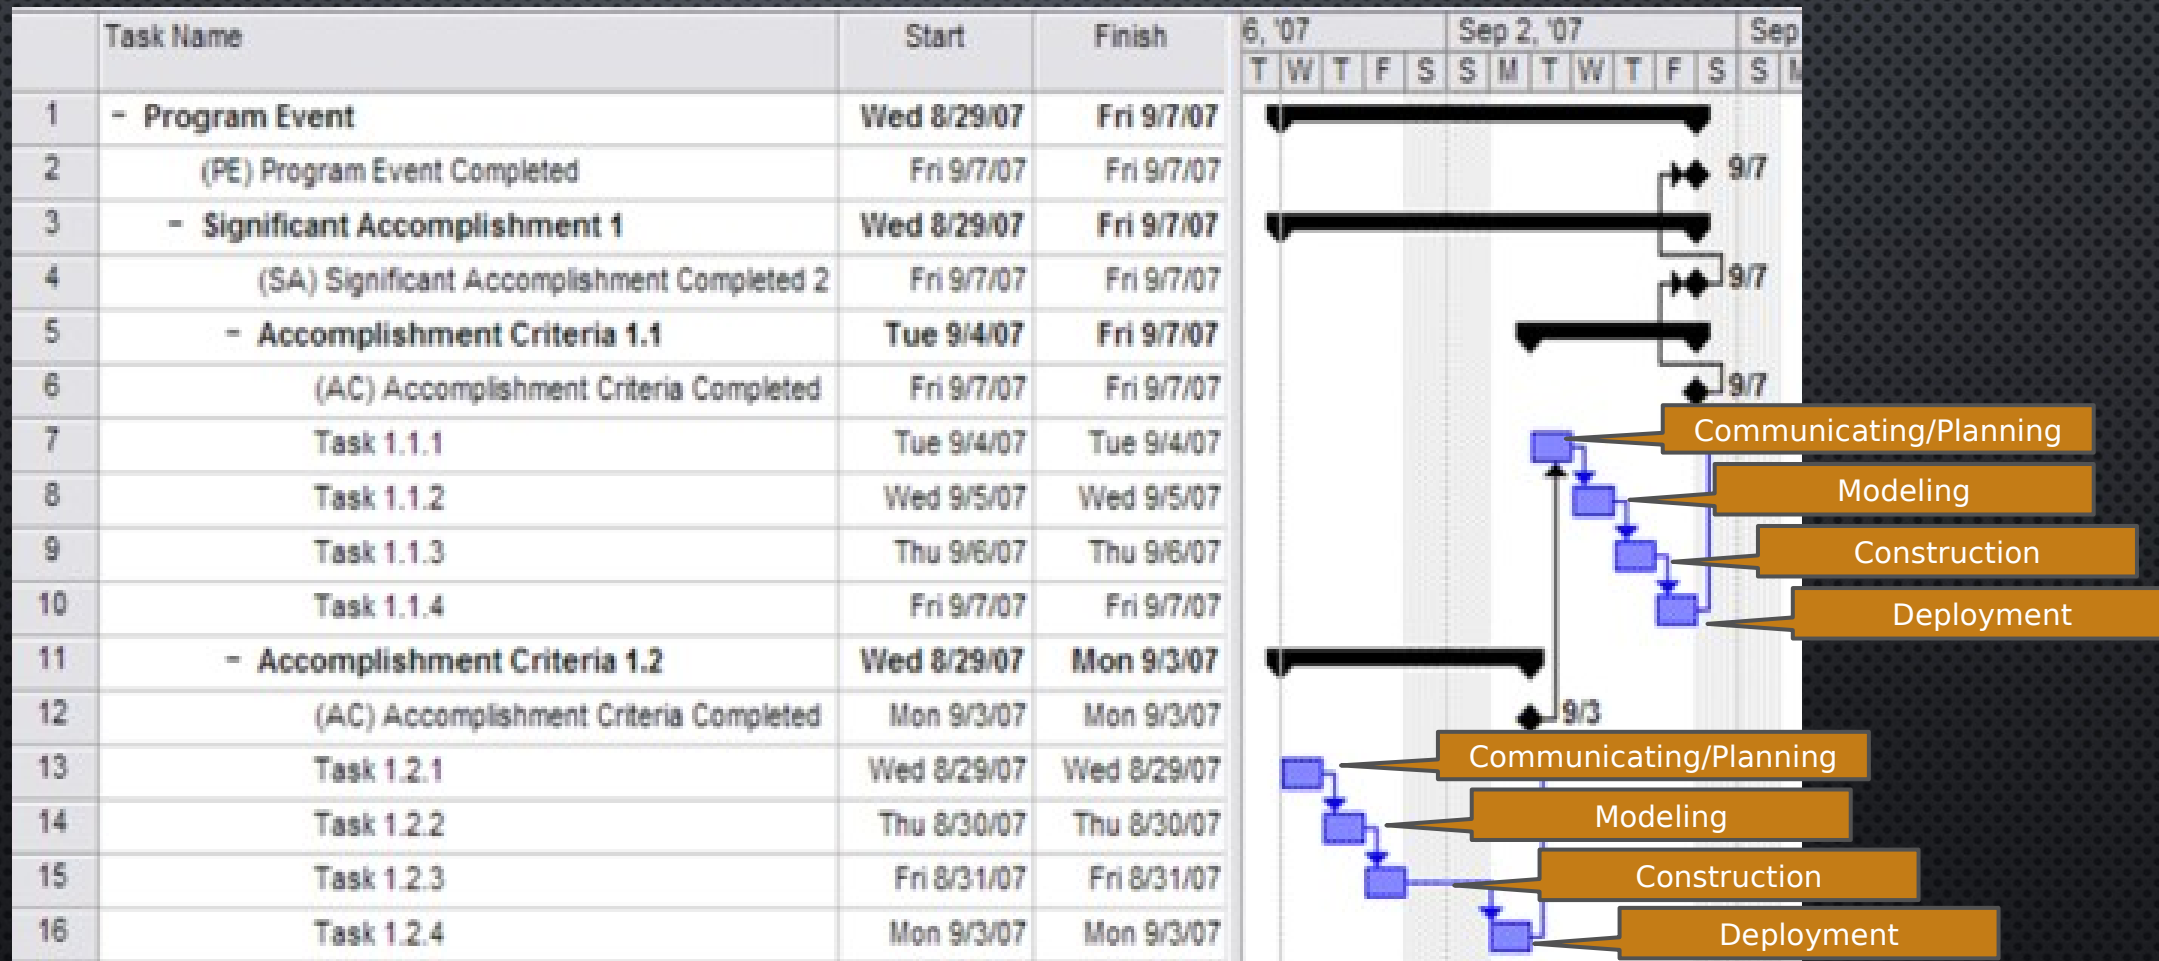 Task Name Start Finish 6, '07 Sep 2, '07 Sep
T W T F S S M T W T F S S M
1 − Program Event Wed 8/29/07 Fri 9/7/07
2 (PE) Program Event Completed Fri 9/7/07 Fri 9/7/07 9/7
3 − Significant Accomplishment 1 Wed 8/29/07 Fri 9/7/07
4 (SA) Significant Accomplishment Completed 2 Fri 9/7/07 Fri 9/7/07 9/7
5 − Accomplishment Criteria 1.1 Tue 9/4/07 Fri 9/7/07
6 (AC) Accomplishment Criteria Completed Fri 9/7/07 Fri 9/7/07 9/7
7 Task 1.1.1 Tue 9/4/07 Tue 9/4/07 Communicating/Planning
8 Task 1.1.2 Wed 9/5/07 Wed 9/5/07 Modeling
9 Task 1.1.3 Thu 9/6/07 Thu 9/6/07 Construction
10 Task 1.1.4 Fri 9/7/07 Fri 9/7/07 Deployment
11 − Accomplishment Criteria 1.2 Wed 8/29/07 Mon 9/3/07
12 (AC) Accomplishment Criteria Completed Mon 9/3/07 Mon 9/3/07 9/3
13 Task 1.2.1 Wed 8/29/07 Wed 8/29/07 Communicating/Planning
14 Task 1.2.2 Thu 8/30/07 Thu 8/30/07 Modeling
15 Task 1.2.3 Fri 8/31/07 Fri 8/31/07 Construction
16 Task 1.2.4 Mon 9/3/07 Mon 9/3/07 Deployment